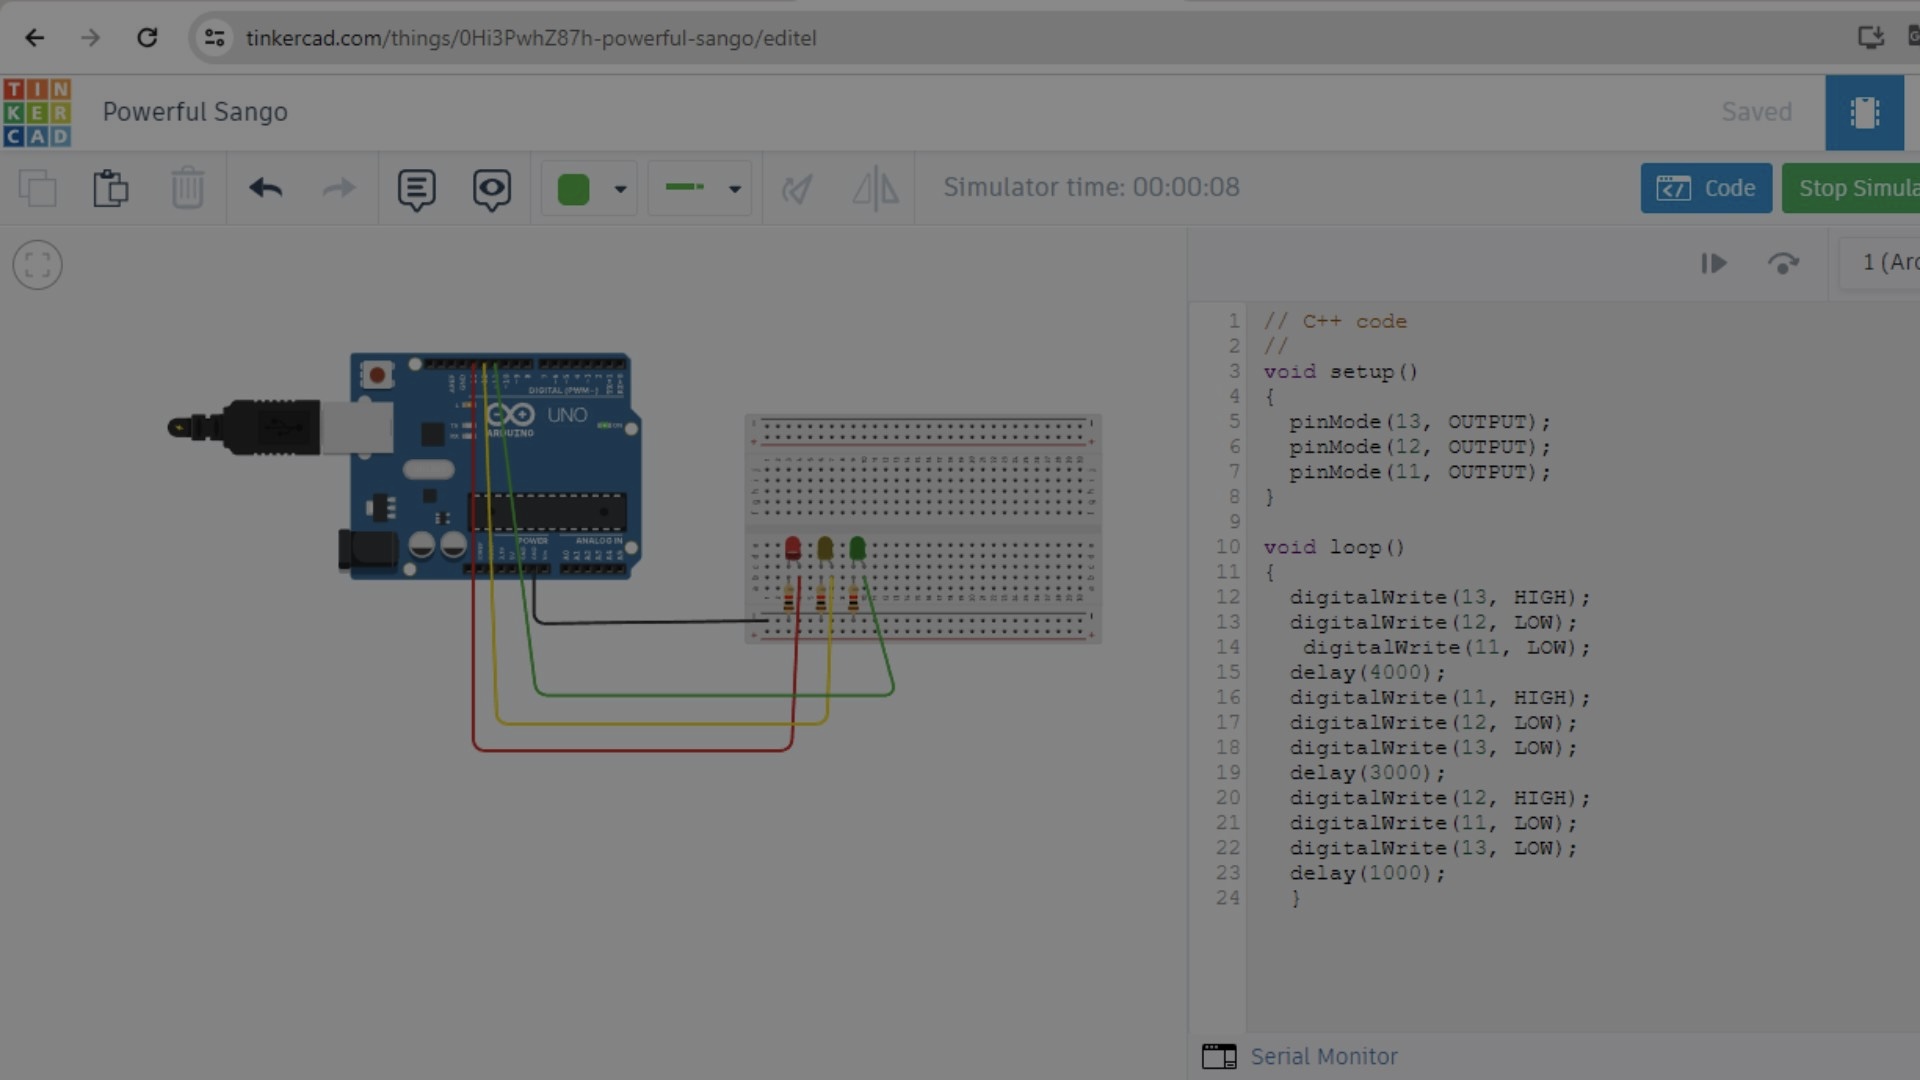 tinkercad.com/things/0Hi3PwhZ87h-powerful-sango/editel
TIN
KER
CAD
Powerful Sango
Saved
Simulator time: 00:00:08
Code
Stop Simula
1 (Arc
DIGITAL (PWM~)
UNO
ARDUINO
POWER
ANALOG IN
1 // C++ code
2 //
3 void setup()
4 {
5 pinMode(13, OUTPUT);
6 pinMode(12, OUTPUT);
7 pinMode(11, OUTPUT);
8 }
9
10 void loop()
11 {
12 digitalWrite(13, HIGH);
13 digitalWrite(12, LOW);
14 digitalWrite(11, LOW);
15 delay(4000);
16 digitalWrite(11, HIGH);
17 digitalWrite(12, LOW);
18 digitalWrite(13, LOW);
19 delay(3000);
20 digitalWrite(12, HIGH);
21 digitalWrite(11, LOW);
22 digitalWrite(13, LOW);
23 delay(1000);
24 }
Serial Monitor